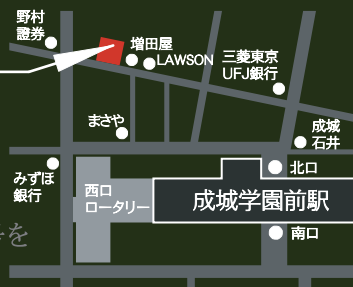 野村
證券
増田屋
LAWSON
三菱東京
UFJ銀行
まさや
成城
石井
みずほ
銀行
北口
西口
ロータリー
成城学園前駅
南口
を